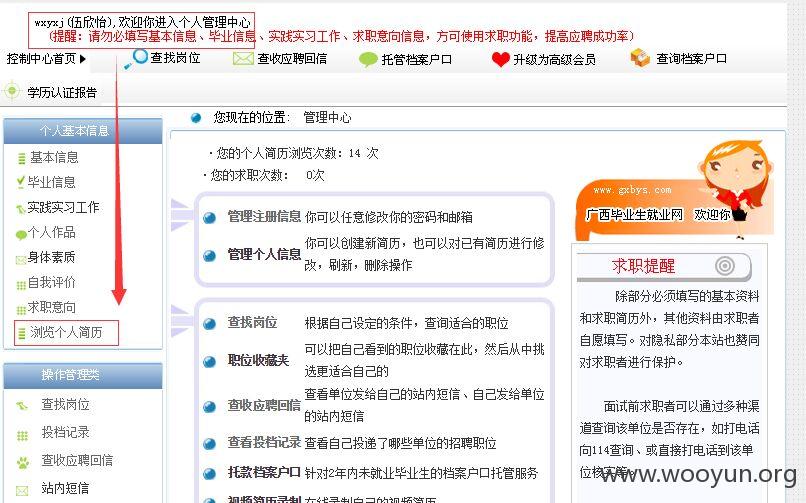 wxyxj(伍欣怡),欢迎你进入个人管理中心
(提醒：请勿必填写基本信息、毕业信息、实践实习工作、求职意向信息，方可使用求职功能，提高应聘成功率)
控制中心首页 查找岗位 查收应聘回信 托管档案户口 升级为高级会员 查询档案户口
学历认证报告
您现在的位置： 管理中心
个人基本信息
基本信息
毕业信息
实践实习工作
个人作品
身体素质
自我评价
求职意向
浏览个人简历
操作管理类
查找岗位
投档记录
查收应聘回信
站内短信
·您的个人简历浏览次数：14 次
·您的求职次数： 0次
管理注册信息 你可以任意修改你的密码和邮箱
管理个人信息 你可以创建新简历，也可以对已有简历进行修
改，刷新，删除操作
查找岗位 根据自己设定的条件，查询适合的职位
职位收藏夹 可以把自己看到的职位收藏在此，然后从中挑
选更适合自己的
查收应聘回信 查看单位发给自己的站内短信、自己发给单位
的站内短信
查看投档记录 查看自己投递了哪些单位的招聘职位
托款档案户口 针对2年内未就业毕业生的档案户口托管服务
视频简历录制 在线录制自己的视频简历
www.gxbys.com
广西毕业生就业网 欢迎你
求职提醒
除部分必须填写的基本资料
和求职简历外，其他资料由求职者
自愿填写。对隐私部分本站也赞同
对求职者进行保护。
面试前求职者可以通过多种渠
道查询该单位是否存在，如打电话
向114查询、或直接打电话到该单
位核实等。
www.wooyun.org